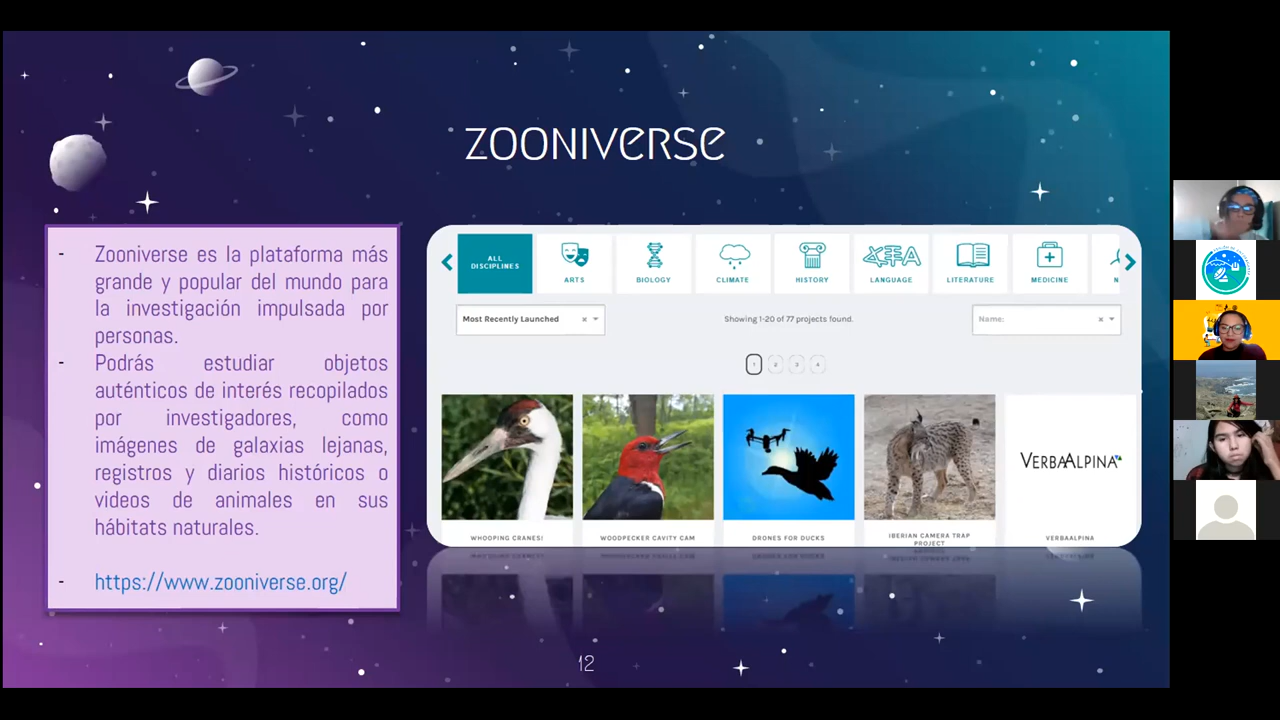 ZOONIVERSE
- Zooniverse es la plataforma más
grande y popular del mundo para
la investigación impulsada por
personas.
- Podrás estudiar objetos
auténticos de interés recopilados
por investigadores, como
imágenes de galaxias lejanas,
registros y diarios históricos o
videos de animales en sus
hábitats naturales.
- https://www.zooniverse.org/
ALL
DISCIPLINES
ARTS
BIOLOGY
CLIMATE
HISTORY
LANGUAGE
LITERATURE
MEDICINE
N
Most Recently Launched
Showing 1-20 of 77 projects found.
Name:
1 2 3 4
VERBAALPINA
WHOOPING CRANES!
WOODPECKER CAVITY CAM
DRONES FOR DUCKS
IBERIAN CAMERA TRAP
PROJECT
VERBAALPINA
12